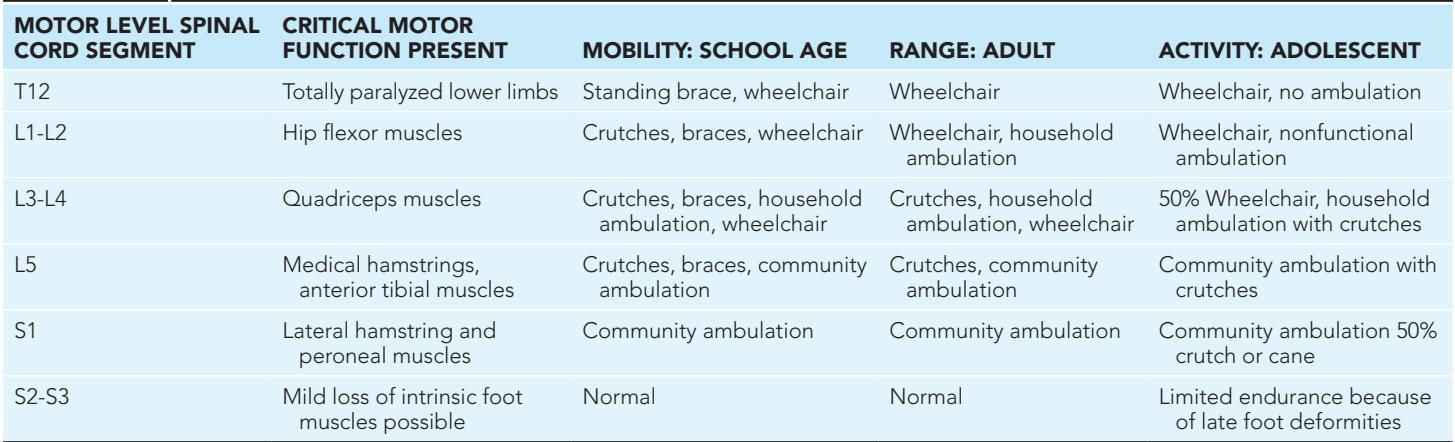 MOTOR LEVEL SPINAL CORD SEGMENT | CRITICAL MOTOR FUNCTION PRESENT | MOBILITY: SCHOOL AGE | RANGE: ADULT | ACTIVITY: ADOLESCENT
T12 | Totally paralyzed lower limbs | Standing brace, wheelchair | Wheelchair | Wheelchair, no ambulation
L1-L2 | Hip flexor muscles | Crutches, braces, wheelchair | Wheelchair, household ambulation | Wheelchair, nonfunctional ambulation
L3-L4 | Quadriceps muscles | Crutches, braces, household ambulation, wheelchair | Crutches, household ambulation, wheelchair | 50% Wheelchair, household ambulation with crutches
L5 | Medical hamstrings, anterior tibial muscles | Crutches, braces, community ambulation | Crutches, community ambulation | Community ambulation with crutches
S1 | Lateral hamstring and peroneal muscles | Community ambulation | Community ambulation | Community ambulation 50% crutch or cane
S2-S3 | Mild loss of intrinsic foot muscles possible | Normal | Normal | Limited endurance because of late foot deformities